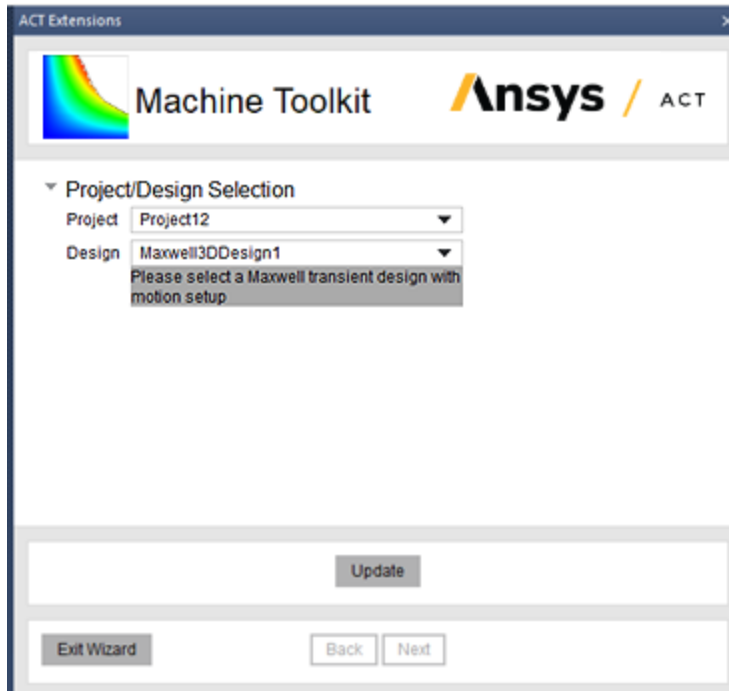 ACT Extensions
Machine Toolkit
Ansys / ACT
Project/Design Selection
Project Project12
Design Maxwell3DDesign1
Please select a Maxwell transient design with
motion setup
Update
Exit Wizard Back Next